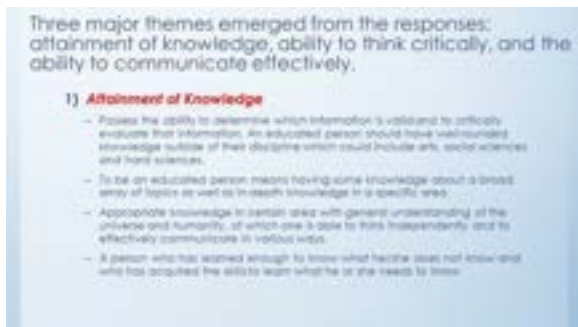 Three major themes emerged from the responses:
attainment of knowledge, ability to think critically, and the
ability to communicate effectively.
1) Attainment of Knowledge
– Possess the ability to determine which information is valid and to critically
evaluate that information. An educated person should have well rounded
knowledge outside of their discipline which could include arts, social sciences
and hard sciences.
– To be an educated person means having some knowledge about a broad
array of topics as well as in-depth knowledge in a specific area.
– Appropriate knowledge in certain area with general understanding of the
universe and humanity, of which one is able to think independently and to
effectively communicate in various ways.
– A person who has learned enough to know what he/she does not know and
who has acquired the skills to learn what he or she needs to know.